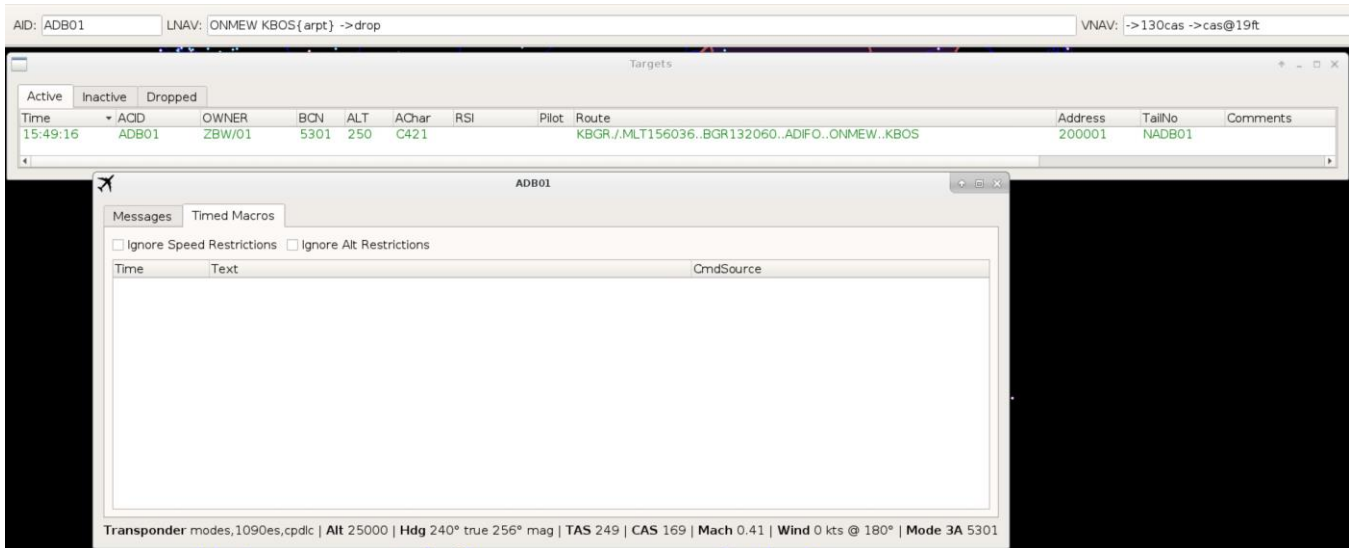 AID: ADB01 LNAV: ONMEW KBOS{arpt} ->drop VNAV: ->130cas ->cas@19ft
Targets
Active Inactive Dropped
Time ACID OWNER BCN ALT AChar RSI Pilot Route Address TailNo Comments
15:49:16 ADB01 ZBW/01 5301 250 C421 KBGR./.MLT156036..BGR132060..ADIFO..ONMEW..KBOS 200001 NADB01
ADB01
Messages Timed Macros
Ignore Speed Restrictions Ignore Alt Restrictions
Time Text CmdSource
Transponder modes,1090es,cpdlc | Alt 25000 | Hdg 240° true 256° mag | TAS 249 | CAS 169 | Mach 0.41 | Wind 0 kts @ 180° | Mode 3A 5301